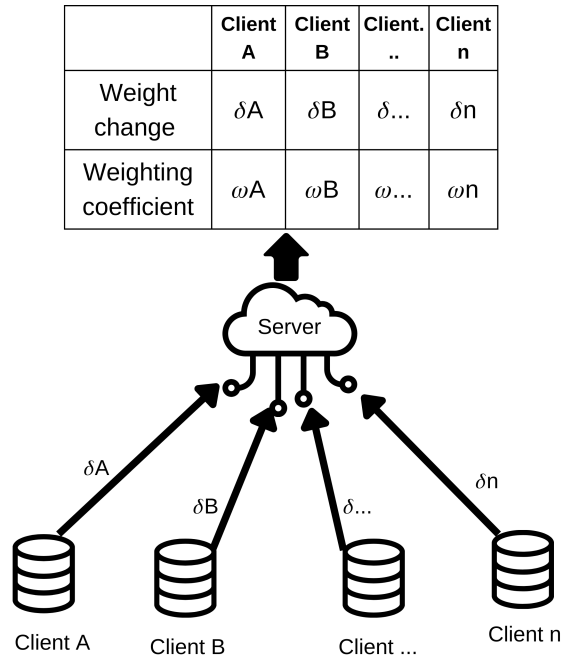 Client A Client B Client. .. Client n
Weight change δA δB δ... δn
Weighting coefficient ωA ωB ω... ωn
Server
δA
δn
δB
δ...
Client A
Client B
Client ...
Client n